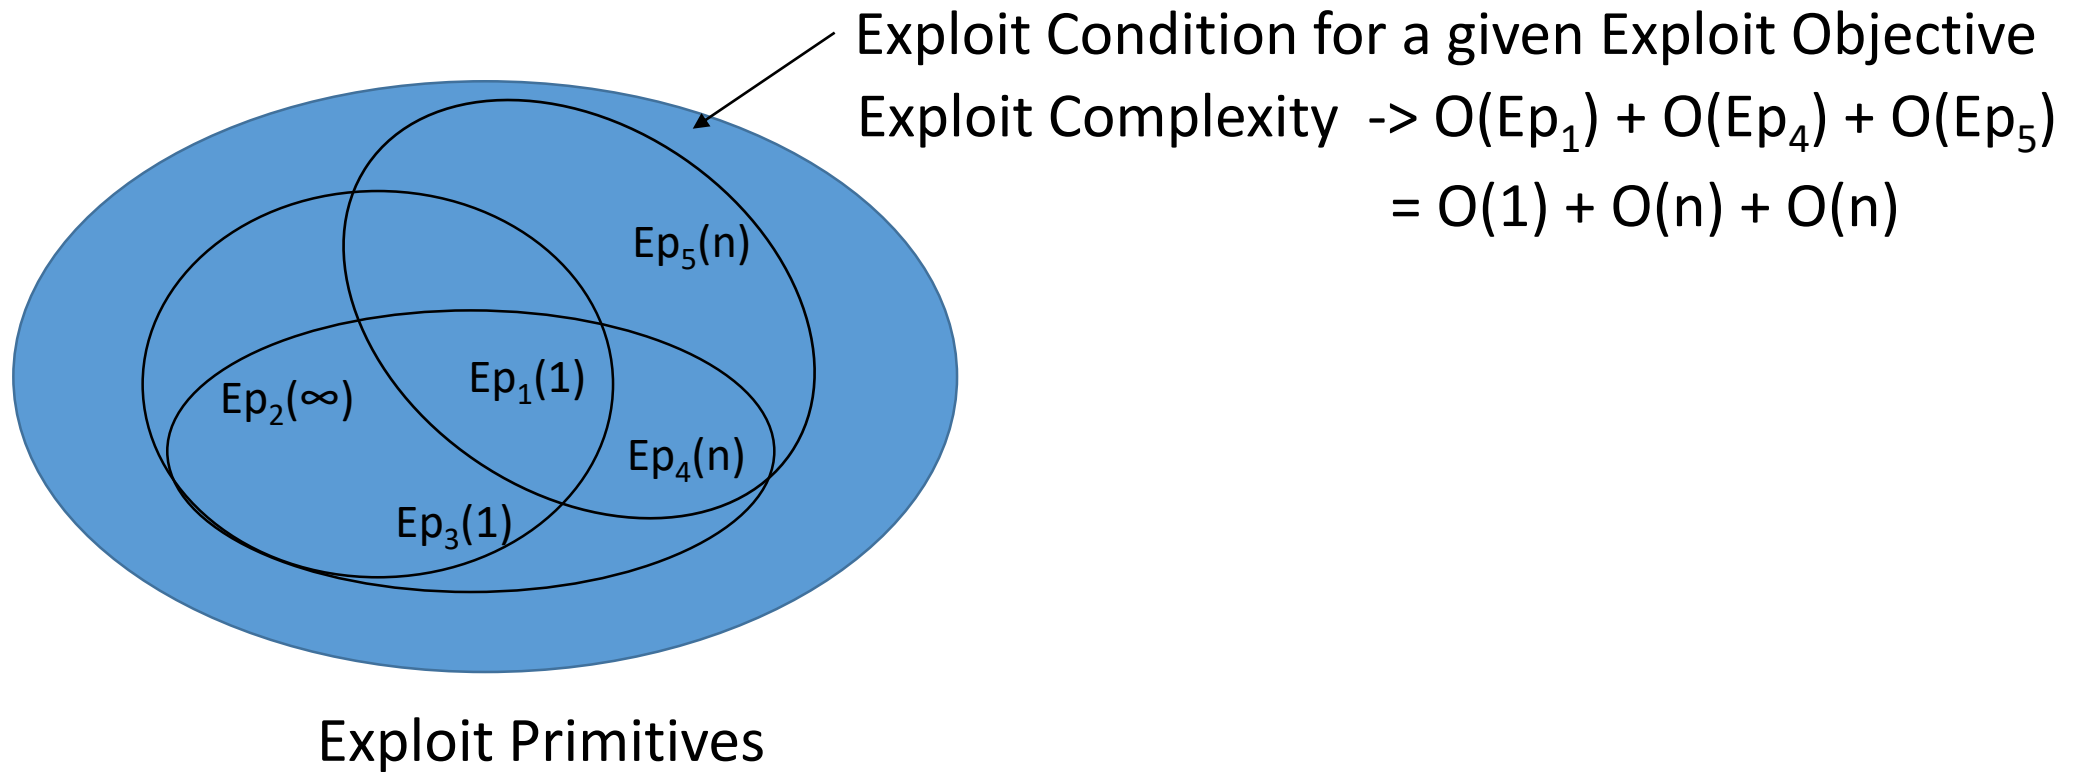 Exploit Condition for a given Exploit Objective
Exploit Complexity -> O(Ep₁) + O(Ep₄) + O(Ep₅)
= O(1) + O(n) + O(n)
Ep₅(n)
Ep₁(1)
Ep₂(∞)
Ep₄(n)
Ep₃(1)
Exploit Primitives